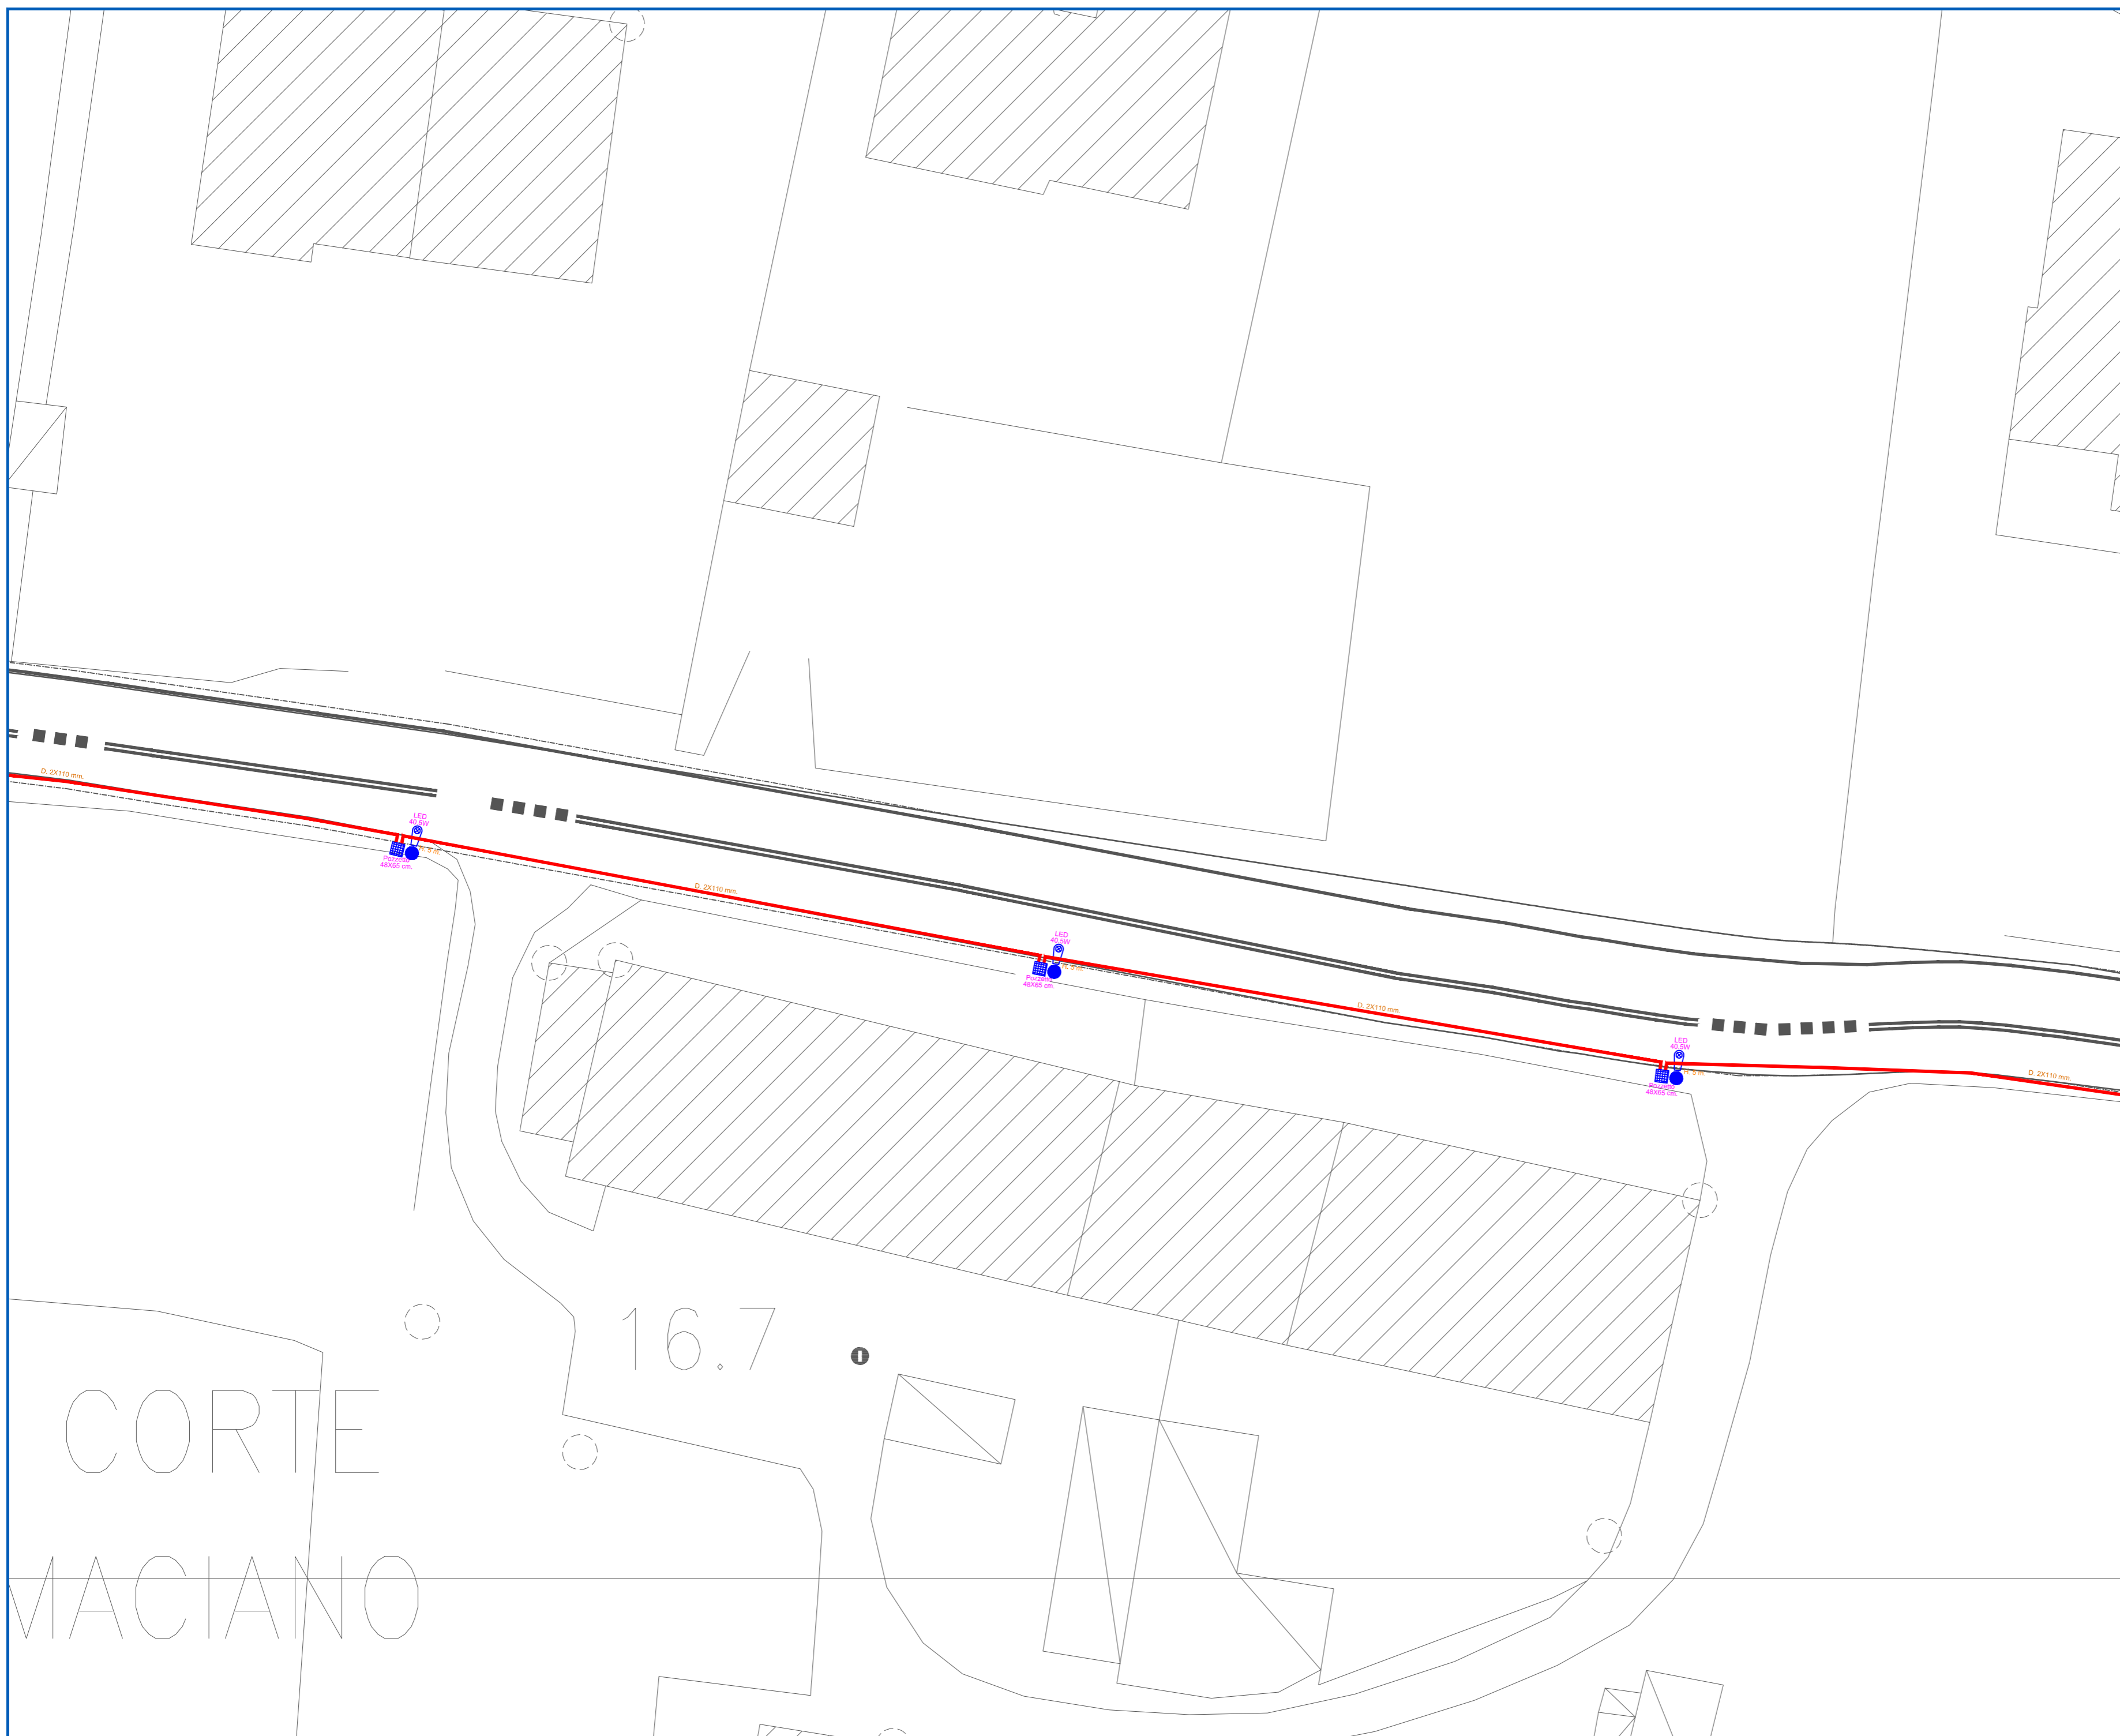 D. 2X110 mm.
LED
40,5W
Pozzetto
48X65 cm.
D. 2X110 mm.
LED
40,5W
Pozzetto
48X65 cm.
D. 2X110 mm.
LED
40,5W
Pozzetto
48X65 cm.
D. 2X110 mm.
16.7
CORTE
MACIANO